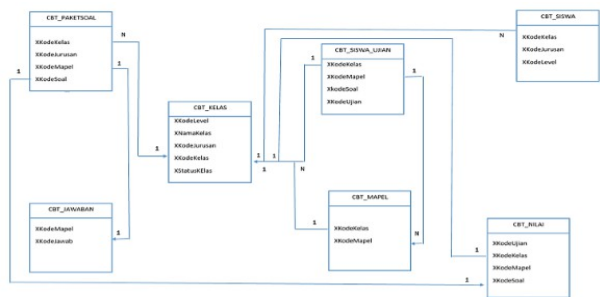 CBT_PAKETSOAL
XKodeKelas
XKodeJurusan
XKodeMapel
XKodeSoal
1
N
1
CBT_SISWA
XKodeKelas
XKodeJurusan
XKodeLevel
N
CBT_SISWA_UJIAN
XKodeKelas
XKodeMapel
XkodeSoal
XKodeUjian
1
1
CBT_KELAS
XKodeLevel
XNamaKelas
XKodeJurusan
XKodeKelas
XStatusKElas
1
1
1
1
N
CBT_JAWABAN
XKodeMapel
XKodeJawab
1
CBT_MAPEL
XKodeKelas
XKodeMapel
1
N
CBT_NILAI
XKodeUjian
XKodeKelas
XKodeMapel
XKodeSoal
1
1